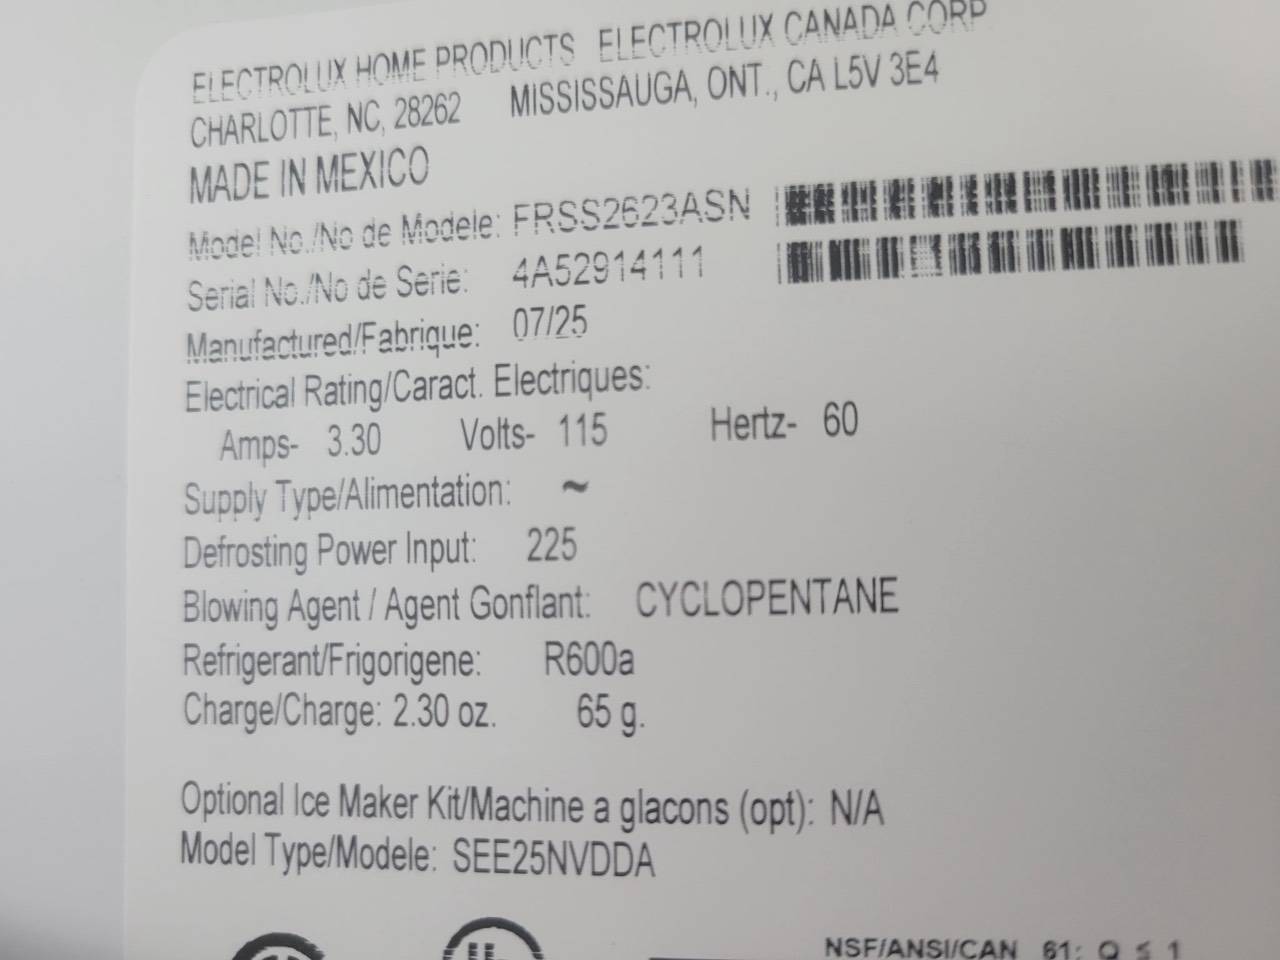 ELECTROLUX HOME PRODUCTS ELECTROLUX CANADA CORP
CHARLOTTE, NC, 28262 MISSISSAUGA, ONT., CA L5V 3E4
MADE IN MEXICO
Model No./No de Modele: FRSS2623ASN
Serial No./No de Serie: 4A52914111
Manufactured/Fabrique: 07/25
Electrical Rating/Caract. Electriques:
Amps- 3.30 Volts- 115 Hertz- 60
Supply Type/Alimentation: ~
Defrosting Power Input: 225
Blowing Agent / Agent Gonflant: CYCLOPENTANE
Refrigerant/Frigorigene: R600a
Charge/Charge: 2.30 oz. 65 g.
Optional Ice Maker Kit/Machine a glacons (opt): N/A
Model Type/Modele: SEE25NVDDA
NSF/ANSI/CAN 61: